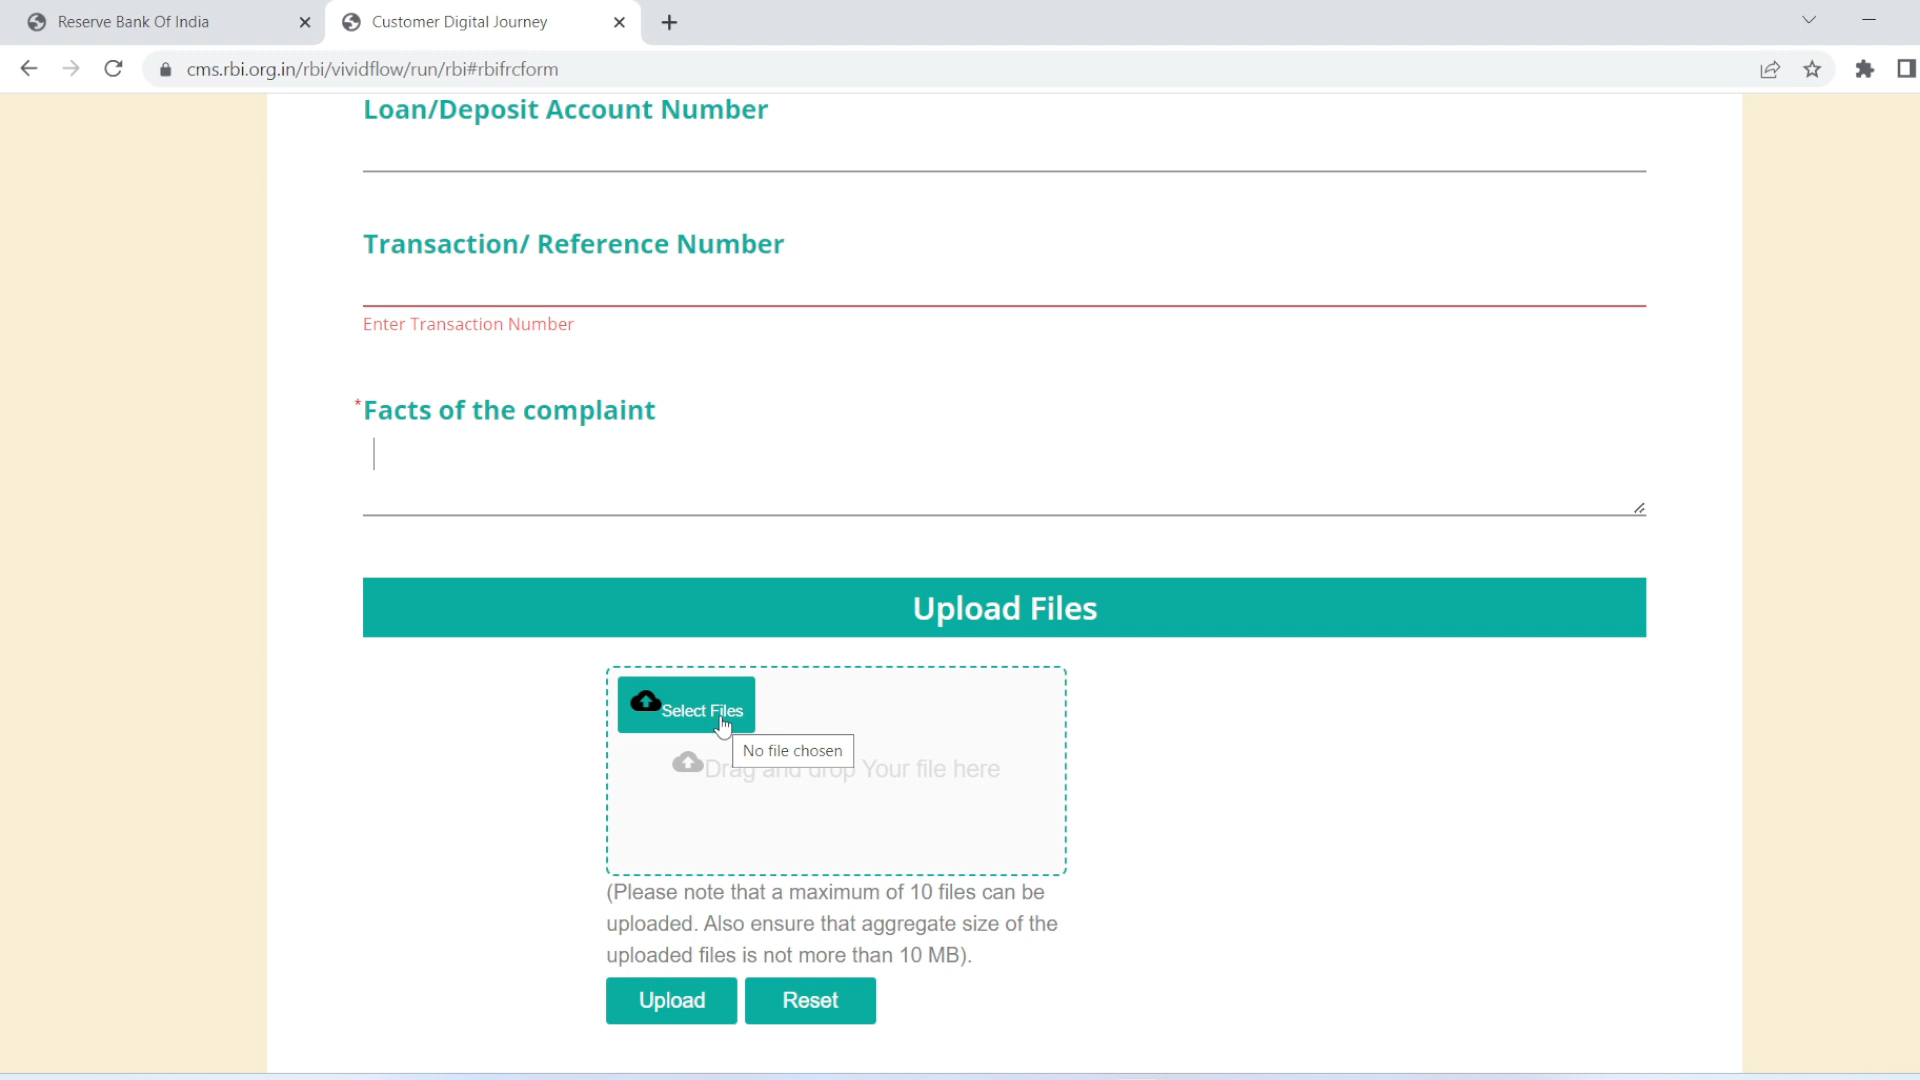 Reserve Bank Of India
Customer Digital Journey
cms.rbi.org.in/rbi/vividflow/run/rbi#rbifrcform
Loan/Deposit Account Number
Transaction/ Reference Number
Enter Transaction Number
*Facts of the complaint
Upload Files
Select Files
No file chosen
Drag and drop Your file here
(Please note that a maximum of 10 files can be
uploaded. Also ensure that aggregate size of the
uploaded files is not more than 10 MB).
Upload Reset